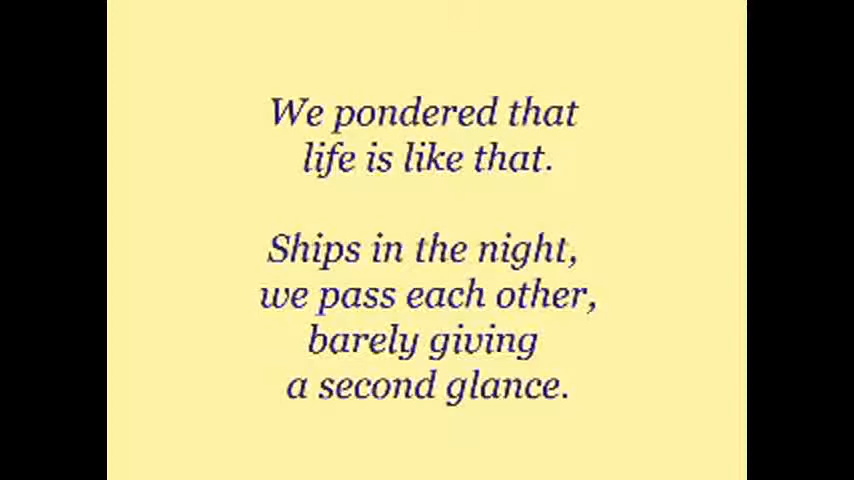 We pondered that
life is like that.
Ships in the night,
we pass each other,
barely giving
a second glance.